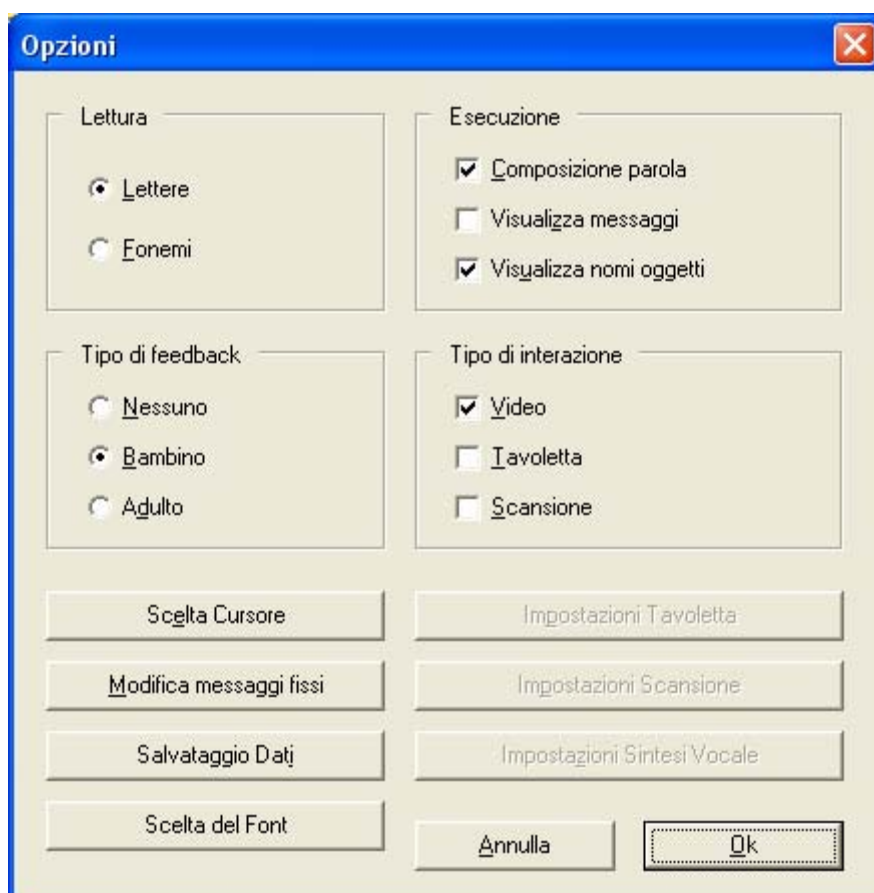 Opzioni
Lettura
Lettere
Fonemi
Esecuzione
Composizione parola
Visualizza messaggi
Visualizza nomi oggetti
Tipo di feedback
Nessuno
Bambino
Adulto
Tipo di interazione
Video
Tavoletta
Scansione
Scelta Cursore
Modifica messaggi fissi
Salvataggio Dati
Scelta del Font
Impostazioni Tavoletta
Impostazioni Scansione
Impostazioni Sintesi Vocale
Annulla
Ok